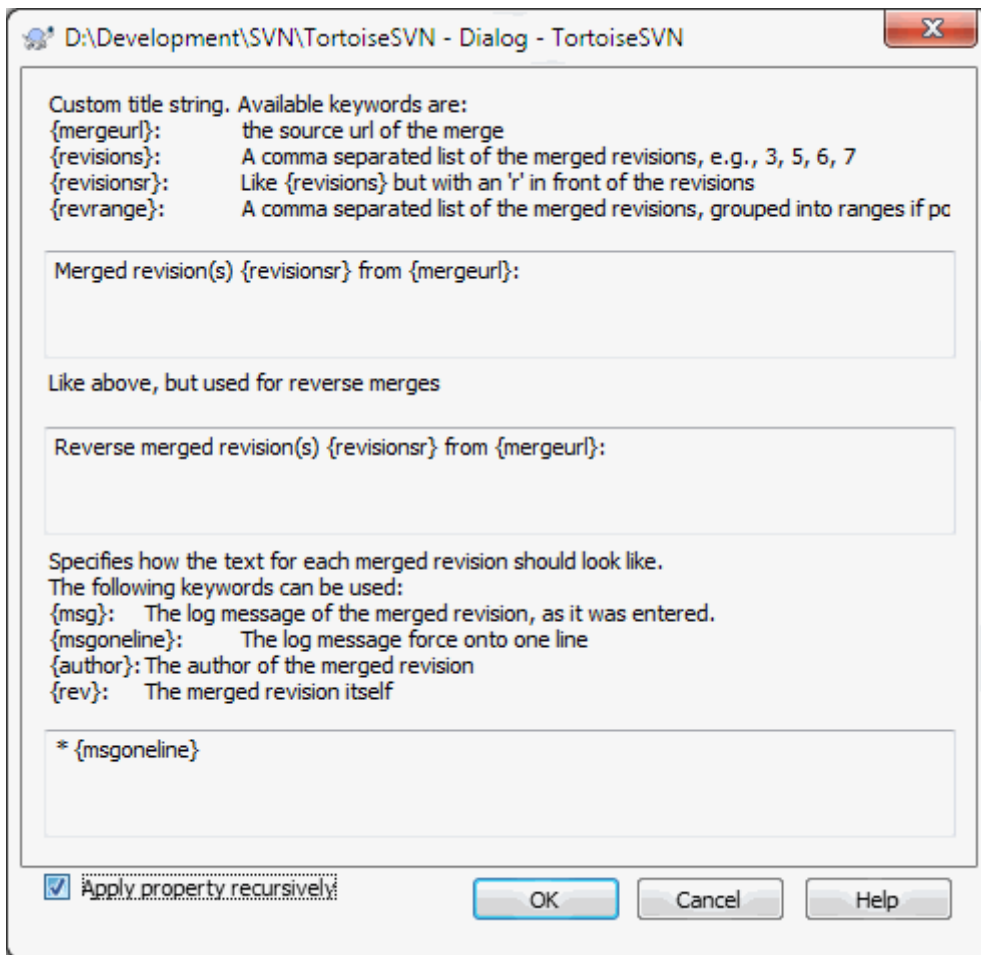 D:\Development\SVN\TortoiseSVN - Dialog - TortoiseSVN
Custom title string. Available keywords are:
{mergeurl}: the source url of the merge
{revisions}: A comma separated list of the merged revisions, e.g., 3, 5, 6, 7
{revisionsr}: Like {revisions} but with an 'r' in front of the revisions
{revrange}: A comma separated list of the merged revisions, grouped into ranges if po
Merged revision(s) {revisionsr} from {mergeurl}:
Like above, but used for reverse merges
Reverse merged revision(s) {revisionsr} from {mergeurl}:
Specifies how the text for each merged revision should look like.
The following keywords can be used:
{msg}: The log message of the merged revision, as it was entered.
{msgoneline}: The log message force onto one line
{author}: The author of the merged revision
{rev}: The merged revision itself
* {msgoneline}
Apply property recursively
OK Cancel Help